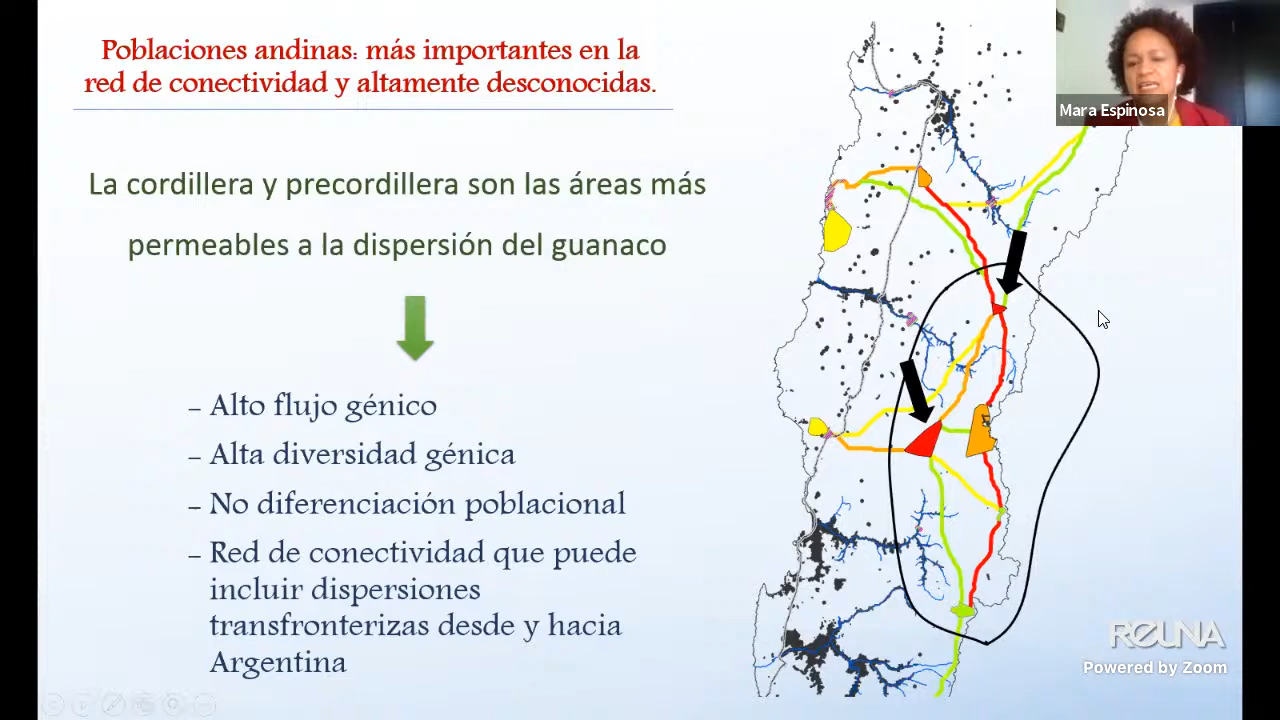 Poblaciones andinas: más importantes en la
red de conectividad y altamente desconocidas.
Mara Espinosa
La cordillera y precordillera son las áreas más
permeables a la dispersión del guanaco
– Alto flujo génico
– Alta diversidad génica
– No diferenciación poblacional
– Red de conectividad que puede
incluir dispersiones
transfronterizas desde y hacia
Argentina
REUNA
Powered by Zoom